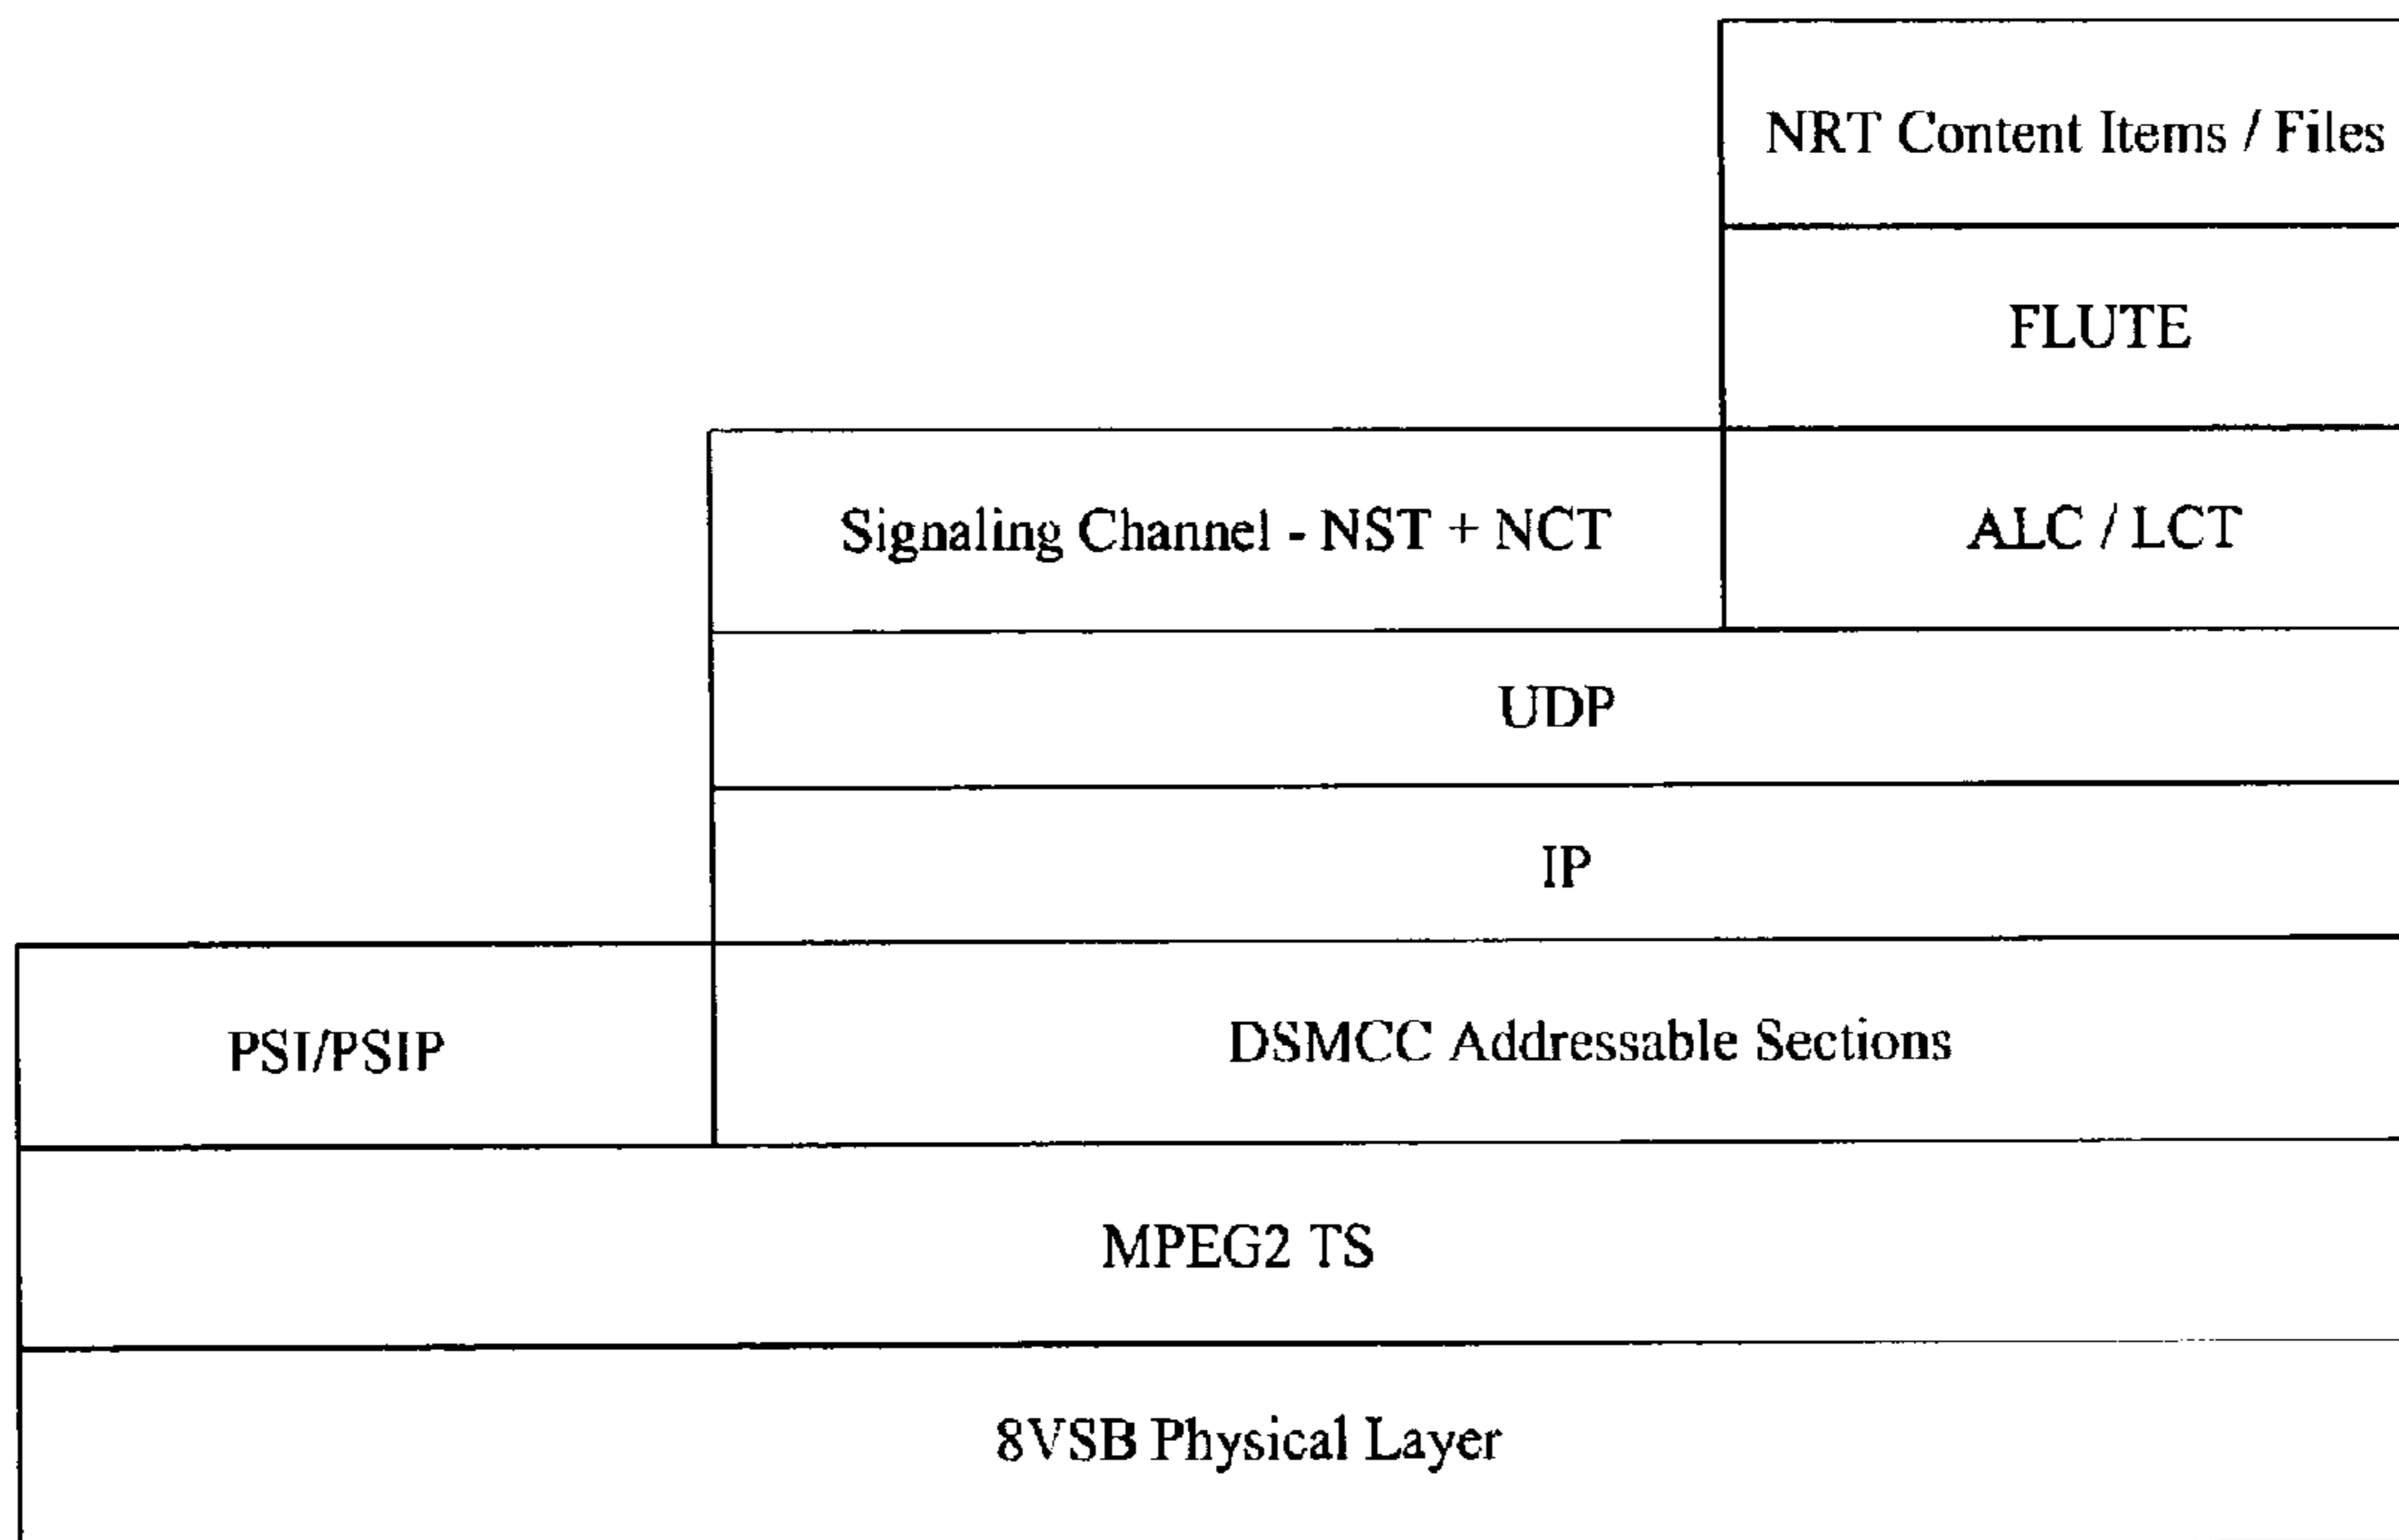 NRT Content Items / Files
FLUTE
Signaling Channel - NST + NCT
ALC / LCT
UDP
IP
PSI/PSIP
DSMCC Addressable Sections
MPEG2 TS
8VSB Physical Layer